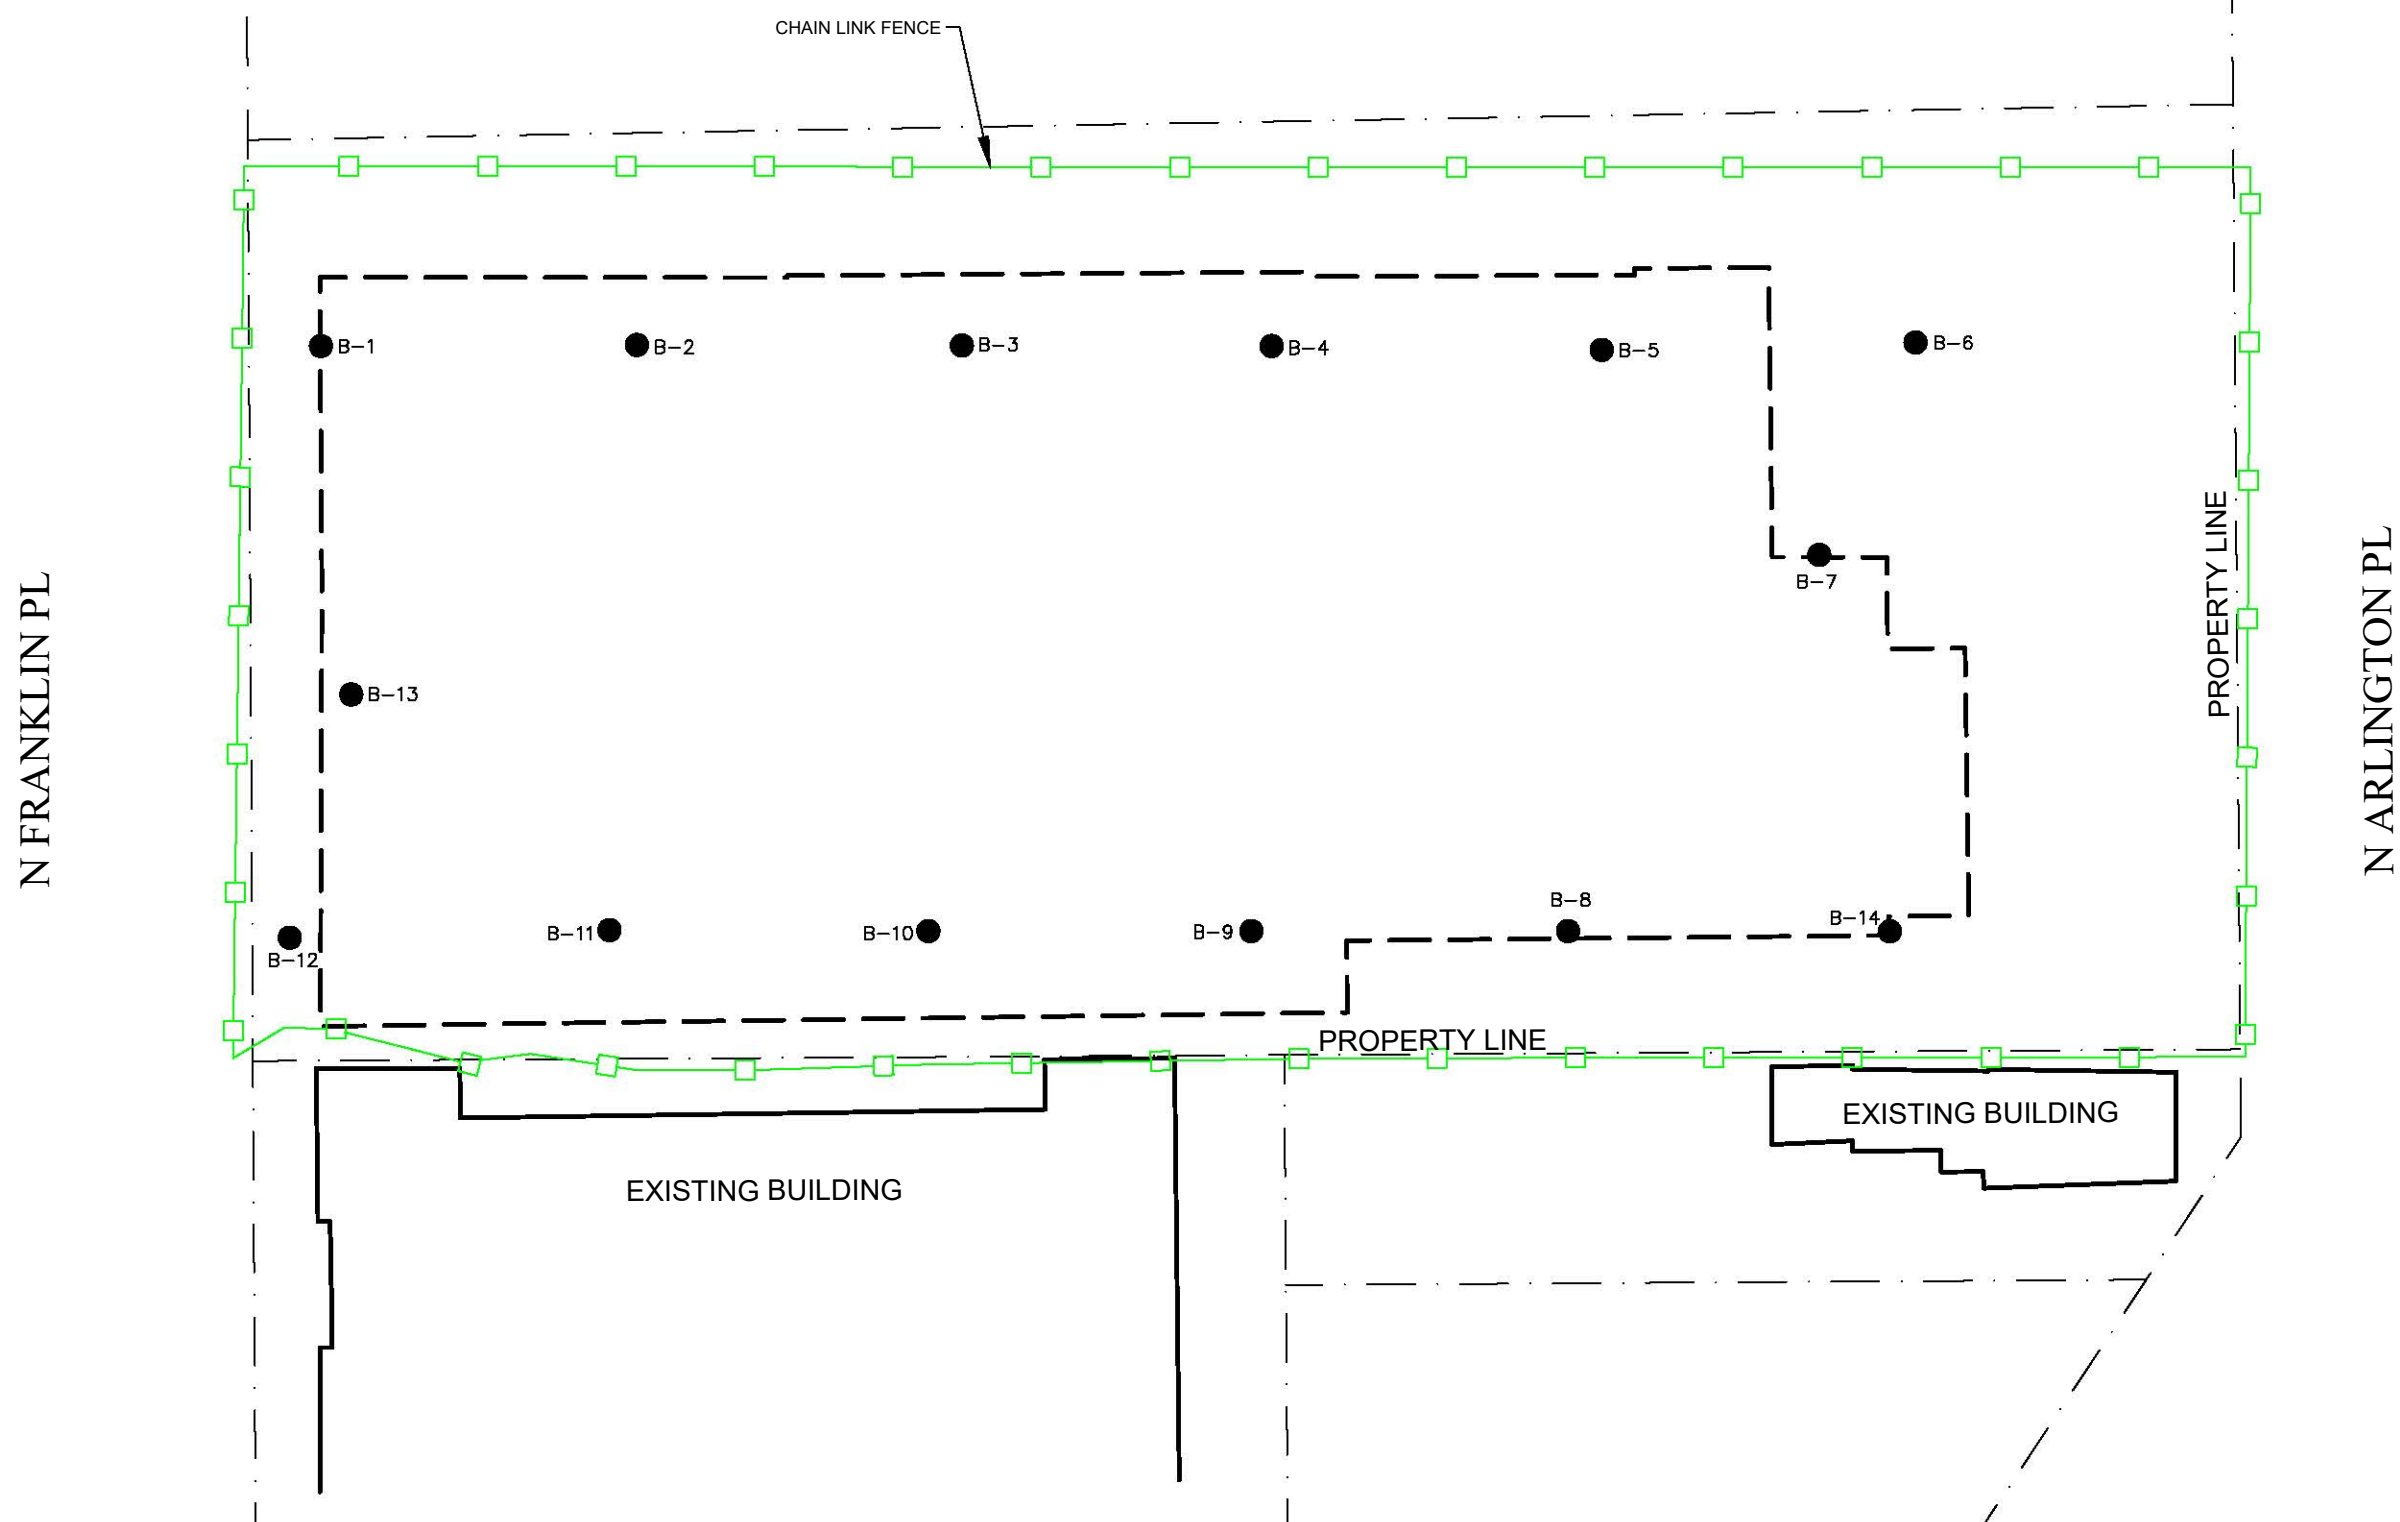 CHAIN LINK FENCE
B-1
B-2
B-3
B-4
B-5
B-6
B-7
PROPERTY LINE
N FRANKLIN PL
N ARLINGTON PL
B-13
B-8
B-14
B-11
B-10
B-9
B-12
PROPERTY LINE
EXISTING BUILDING
EXISTING BUILDING